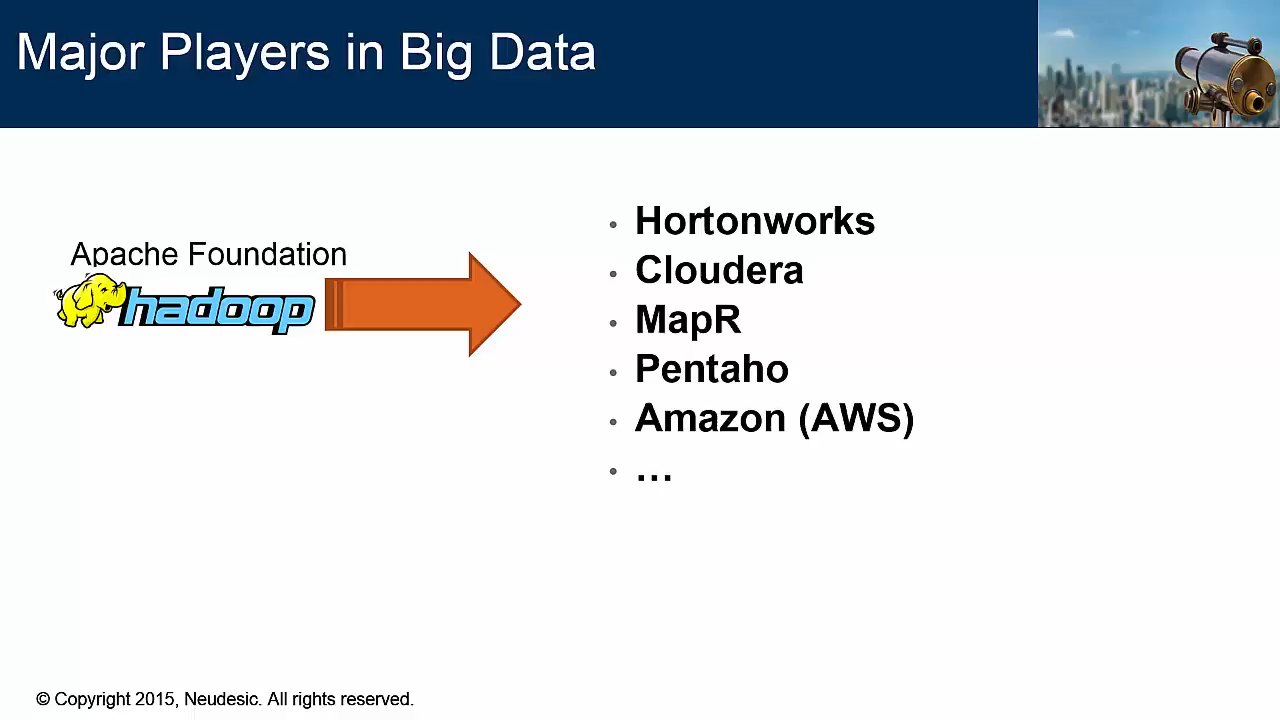 Major Players in Big Data
Apache Foundation
hadoop
• Hortonworks
• Cloudera
• MapR
• Pentaho
• Amazon (AWS)
• …
© Copyright 2015, Neudesic. All rights reserved.